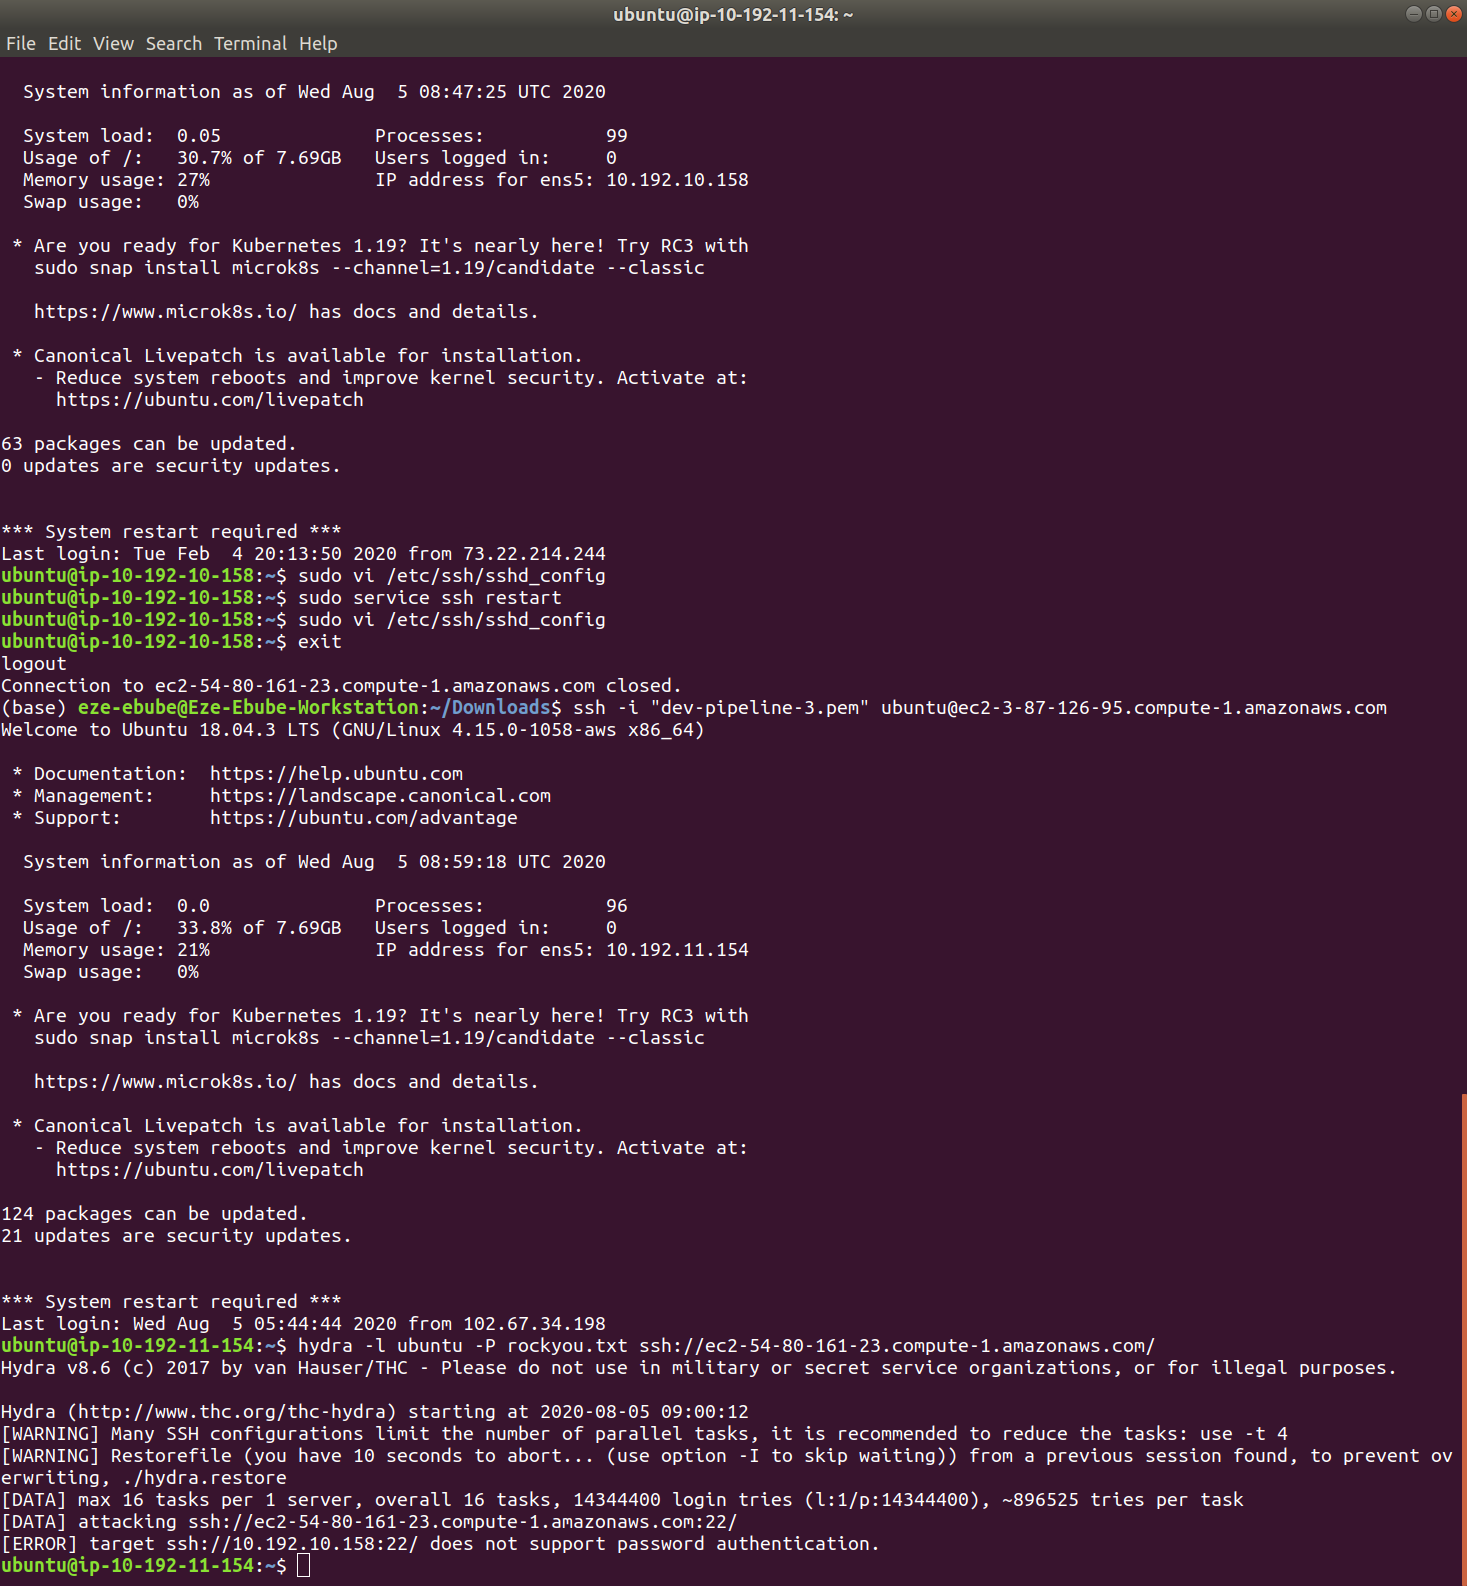 ubuntu@ip-10-192-11-154: ~
File Edit View Search Terminal Help
System information as of Wed Aug  5 08:47:25 UTC 2020
System load:  0.05              Processes:           99
Usage of /:   30.7% of 7.69GB   Users logged in:     0
Memory usage: 27%               IP address for ens5: 10.192.10.158
Swap usage:   0%
* Are you ready for Kubernetes 1.19? It's nearly here! Try RC3 with
sudo snap install microk8s --channel=1.19/candidate --classic
https://www.microk8s.io/ has docs and details.
* Canonical Livepatch is available for installation.
- Reduce system reboots and improve kernel security. Activate at:
https://ubuntu.com/livepatch
63 packages can be updated.
0 updates are security updates.
*** System restart required ***
Last login: Tue Feb  4 20:13:50 2020 from 73.22.214.244
ubuntu@ip-10-192-10-158:~$ sudo vi /etc/ssh/sshd_config
ubuntu@ip-10-192-10-158:~$ sudo service ssh restart
ubuntu@ip-10-192-10-158:~$ sudo vi /etc/ssh/sshd_config
ubuntu@ip-10-192-10-158:~$ exit
logout
Connection to ec2-54-80-161-23.compute-1.amazonaws.com closed.
(base) eze-ebube@Eze-Ebube-Workstation:~/Downloads$ ssh -i "dev-pipeline-3.pem" ubuntu@ec2-3-87-126-95.compute-1.amazonaws.com
Welcome to Ubuntu 18.04.3 LTS (GNU/Linux 4.15.0-1058-aws x86_64)
* Documentation:  https://help.ubuntu.com
* Management:     https://landscape.canonical.com
* Support:        https://ubuntu.com/advantage
System information as of Wed Aug  5 08:59:18 UTC 2020
System load:  0.0               Processes:           96
Usage of /:   33.8% of 7.69GB   Users logged in:     0
Memory usage: 21%               IP address for ens5: 10.192.11.154
Swap usage:   0%
* Are you ready for Kubernetes 1.19? It's nearly here! Try RC3 with
sudo snap install microk8s --channel=1.19/candidate --classic
https://www.microk8s.io/ has docs and details.
* Canonical Livepatch is available for installation.
- Reduce system reboots and improve kernel security. Activate at:
https://ubuntu.com/livepatch
124 packages can be updated.
21 updates are security updates.
*** System restart required ***
Last login: Wed Aug  5 05:44:44 2020 from 102.67.34.198
ubuntu@ip-10-192-11-154:~$ hydra -l ubuntu -P rockyou.txt ssh://ec2-54-80-161-23.compute-1.amazonaws.com/
Hydra v8.6 (c) 2017 by van Hauser/THC - Please do not use in military or secret service organizations, or for illegal purposes.
Hydra (http://www.thc.org/thc-hydra) starting at 2020-08-05 09:00:12
[WARNING] Many SSH configurations limit the number of parallel tasks, it is recommended to reduce the tasks: use -t 4
[WARNING] Restorefile (you have 10 seconds to abort... (use option -I to skip waiting)) from a previous session found, to prevent ov
erwriting, ./hydra.restore
[DATA] max 16 tasks per 1 server, overall 16 tasks, 14344400 login tries (l:1/p:14344400), ~896525 tries per task
[DATA] attacking ssh://ec2-54-80-161-23.compute-1.amazonaws.com:22/
[ERROR] target ssh://10.192.10.158:22/ does not support password authentication.
ubuntu@ip-10-192-11-154:~$